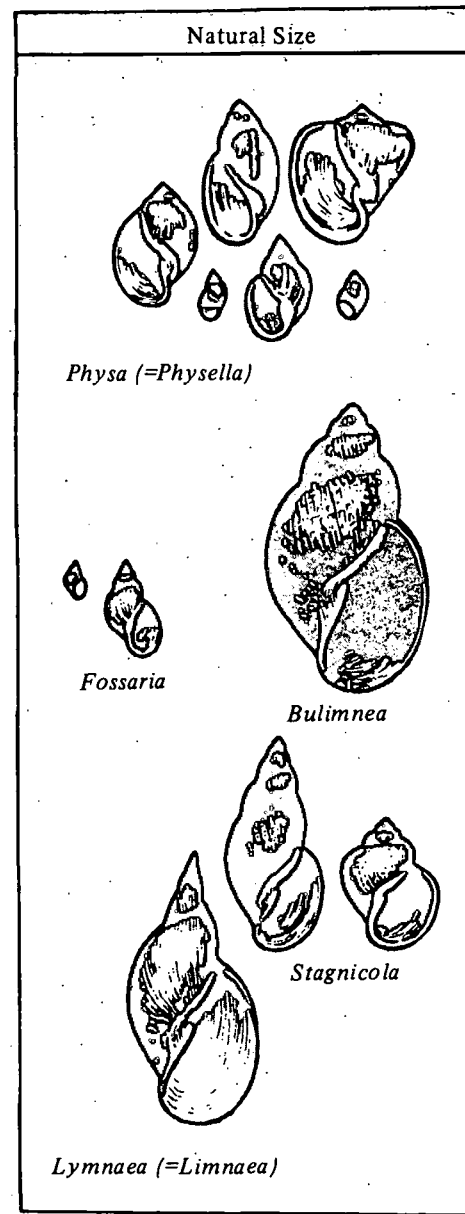 Natural Size
Physa (=Physella)
Fossaria
Bulimnea
Stagnicola
Lymnaea (=Limnaea)